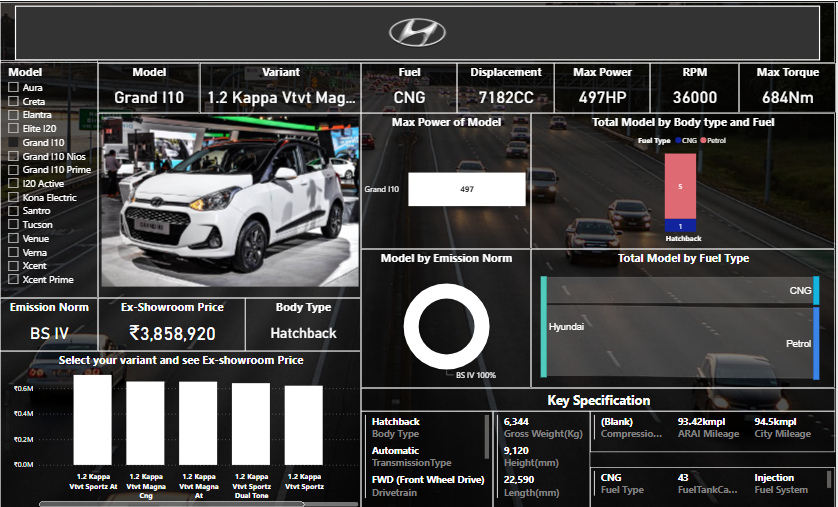 Model
Aura
Creta
Elantra
Elite I20
Grand I10
Grand I10 Nios
Grand I10 Prime
I20 Active
Kona Electric
Santro
Tucson
Venue
Verna
Xcent
Xcent Prime
Model
Grand I10
Variant
1.2 Kappa Vtvt Mag...
Fuel
CNG
Displacement
7182CC
Max Power
497HP
RPM
36000
Max Torque
684Nm
Max Power of Model
Grand I10
497
Total Model by Body type and Fuel
Fuel Type CNG Petrol
5
1
Hatchback
Model by Emission Norm
BS IV 100%
Total Model by Fuel Type
Hyundai
CNG
Petrol
Emission Norm
BS IV
Ex-Showroom Price
₹3,858,920
Body Type
Hatchback
Select your variant and see Ex-showroom Price
₹0.6M
₹0.4M
₹0.2M
₹0.0M
1.2 Kappa
Vtvt Sportz At
1.2 Kappa
Vtvt Magna
Cng
1.2 Kappa
Vtvt Magna
At
1.2 Kappa
Vtvt Sportz
Dual Tone
1.2 Kappa
Vtvt Sportz
Key Specification
Hatchback
Body Type
Automatic
TransmissionType
FWD (Front Wheel Drive)
Drivetrain
6,344
Gross Weight(Kg)
9,120
Height(mm)
22,590
Length(mm)
(Blank)
Compressio...
93.42kmpl
ARAI Mileage
94.5kmpl
City Mileage
CNG
Fuel Type
43
FuelTankCa...
Injection
Fuel System